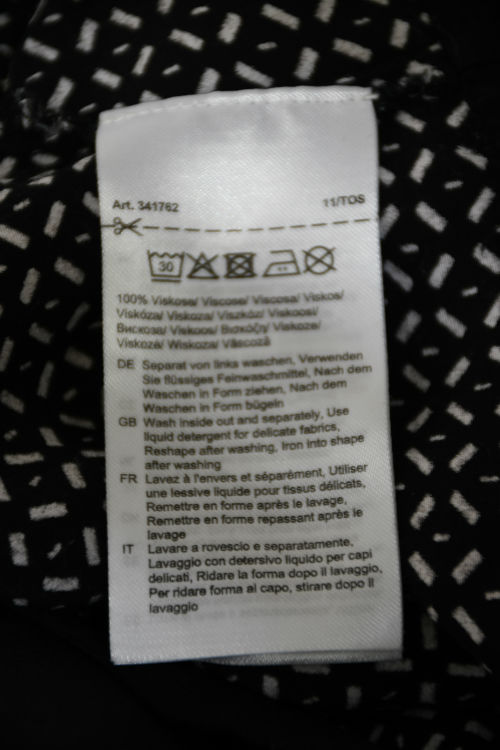 Art. 341762 11/TOS
30
100% Viskose/ Viscose/ Viscosa/ Viskos/
Viskóza/ Viskoza/ Viszkóz/ Viskoosi/
Вискоза/ Viskoos/ Viskoze/
Viskozė/ Wiskoza/ Vâscoză
DE Separat von links waschen, Verwenden
Sie flüssiges Feinwaschmittel, Nach dem
Waschen in Form ziehen, Nach dem
Waschen in Form bügeln
GB Wash inside out and separately, Use
liquid detergent for delicate fabrics,
Reshape after washing, Iron into shape
after washing
FR Lavez à l'envers et séparément, Utiliser
une lessive liquide pour tissus délicats,
Remettre en forme après le lavage,
Remettre en forme repassant après le
lavage
IT Lavare a rovescio e separatamente,
Lavaggio con detersivo liquido per capi
delicati, Ridare la forma dopo il lavaggio,
Per ridare forma al capo, stirare dopo il
lavaggio